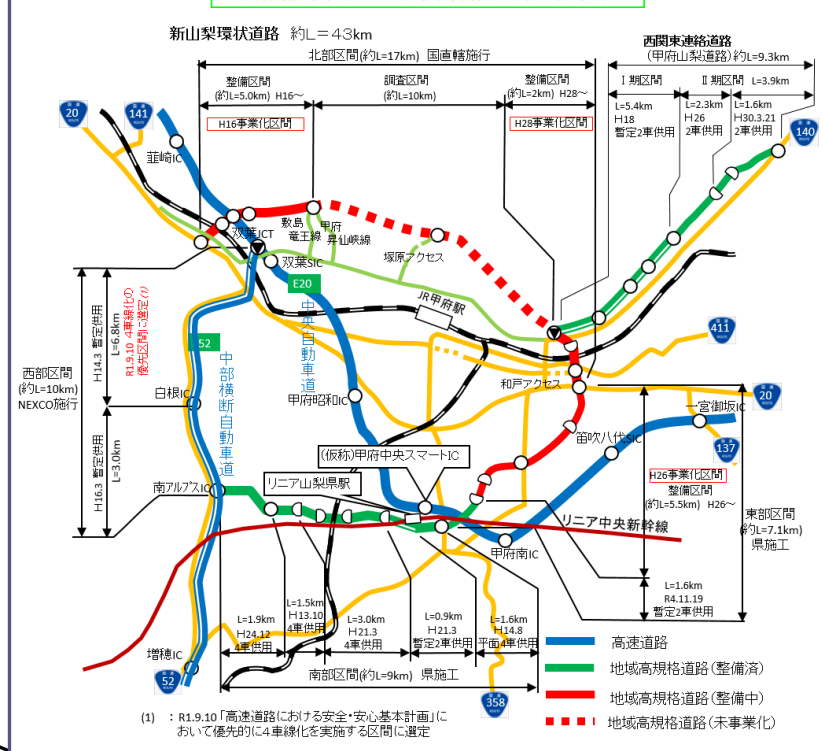 新山梨環状道路 約L=43km
北部区間(約L=17km) 国直轄施行
西関東連絡道路
(甲府山梨道路)約L=9.3km
整備区間
(約L=5.0km) H16～
調査区間
(約L=10km)
整備区間
(約L=2km) H28～
Ⅰ期区間
Ⅱ期区間 L=3.9km
H16事業化区間
H28事業化区間
L=5.4km
H18
暫定2車供用
L=2.3km
H26
2車供用
L=1.6km
H30.3.21
2車供用
国道
20
ROUTE
国道
141
ROUTE
国道
140
ROUTE
韮崎IC
双葉JCT
敷島
竜王線
甲府
昇仙峡線
塚原アクセス
双葉SIC
E20
JR甲府駅
中央自動車道
国道
411
ROUTE
西部区間
(約L=10km)
NEXCO施行
H14.3 暫定供用
L=6.8km
R1.9.10 4車線化の
優先区間に選定(1)
52
中部横断自動車道
白根IC
甲府昭和IC
和戸アクセス
国道
20
ROUTE
一宮御坂IC
笛吹八代SIC
国道
137
ROUTE
H16.3 暫定供用
L=3.0km
(仮称)甲府中央スマートIC
リニア山梨県駅
H26事業化区間
整備区間
(約L=5.5km) H26～
南アルプスIC
リニア中央新幹線
東部区間
(約L=7.1km)
県施工
甲府南IC
L=1.6km
R4.11.19
暫定2車供用
L=1.9km
H24.12
4車供用
L=1.5km
H13.10
4車供用
L=3.0km
H21.3
4車供用
L=0.9km
H21.3
暫定2車供用
L=1.6km
H14.8
平面4車供用
増穂IC
国道
52
ROUTE
南部区間(約L=9km) 県施工
国道
358
ROUTE
高速道路
地域高規格道路(整備済)
地域高規格道路(整備中)
地域高規格道路(未事業化)
(1) : R1.9.10「高速道路における安全・安心基本計画」に
おいて優先的に4車線化を実施する区間に選定